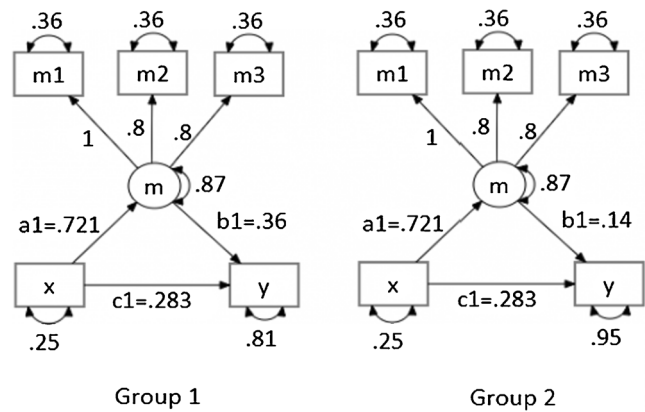 .36 .36 .36 .36 .36 .36
m1 m2 m3 m1 m2 m3
1 .8 .8 1 .8 .8
m .87 m .87
a1=.721 b1=.36 a1=.721 b1=.14
x y x y
c1=.283 c1=.283
.25 .81 .25 .95
Group 1 Group 2